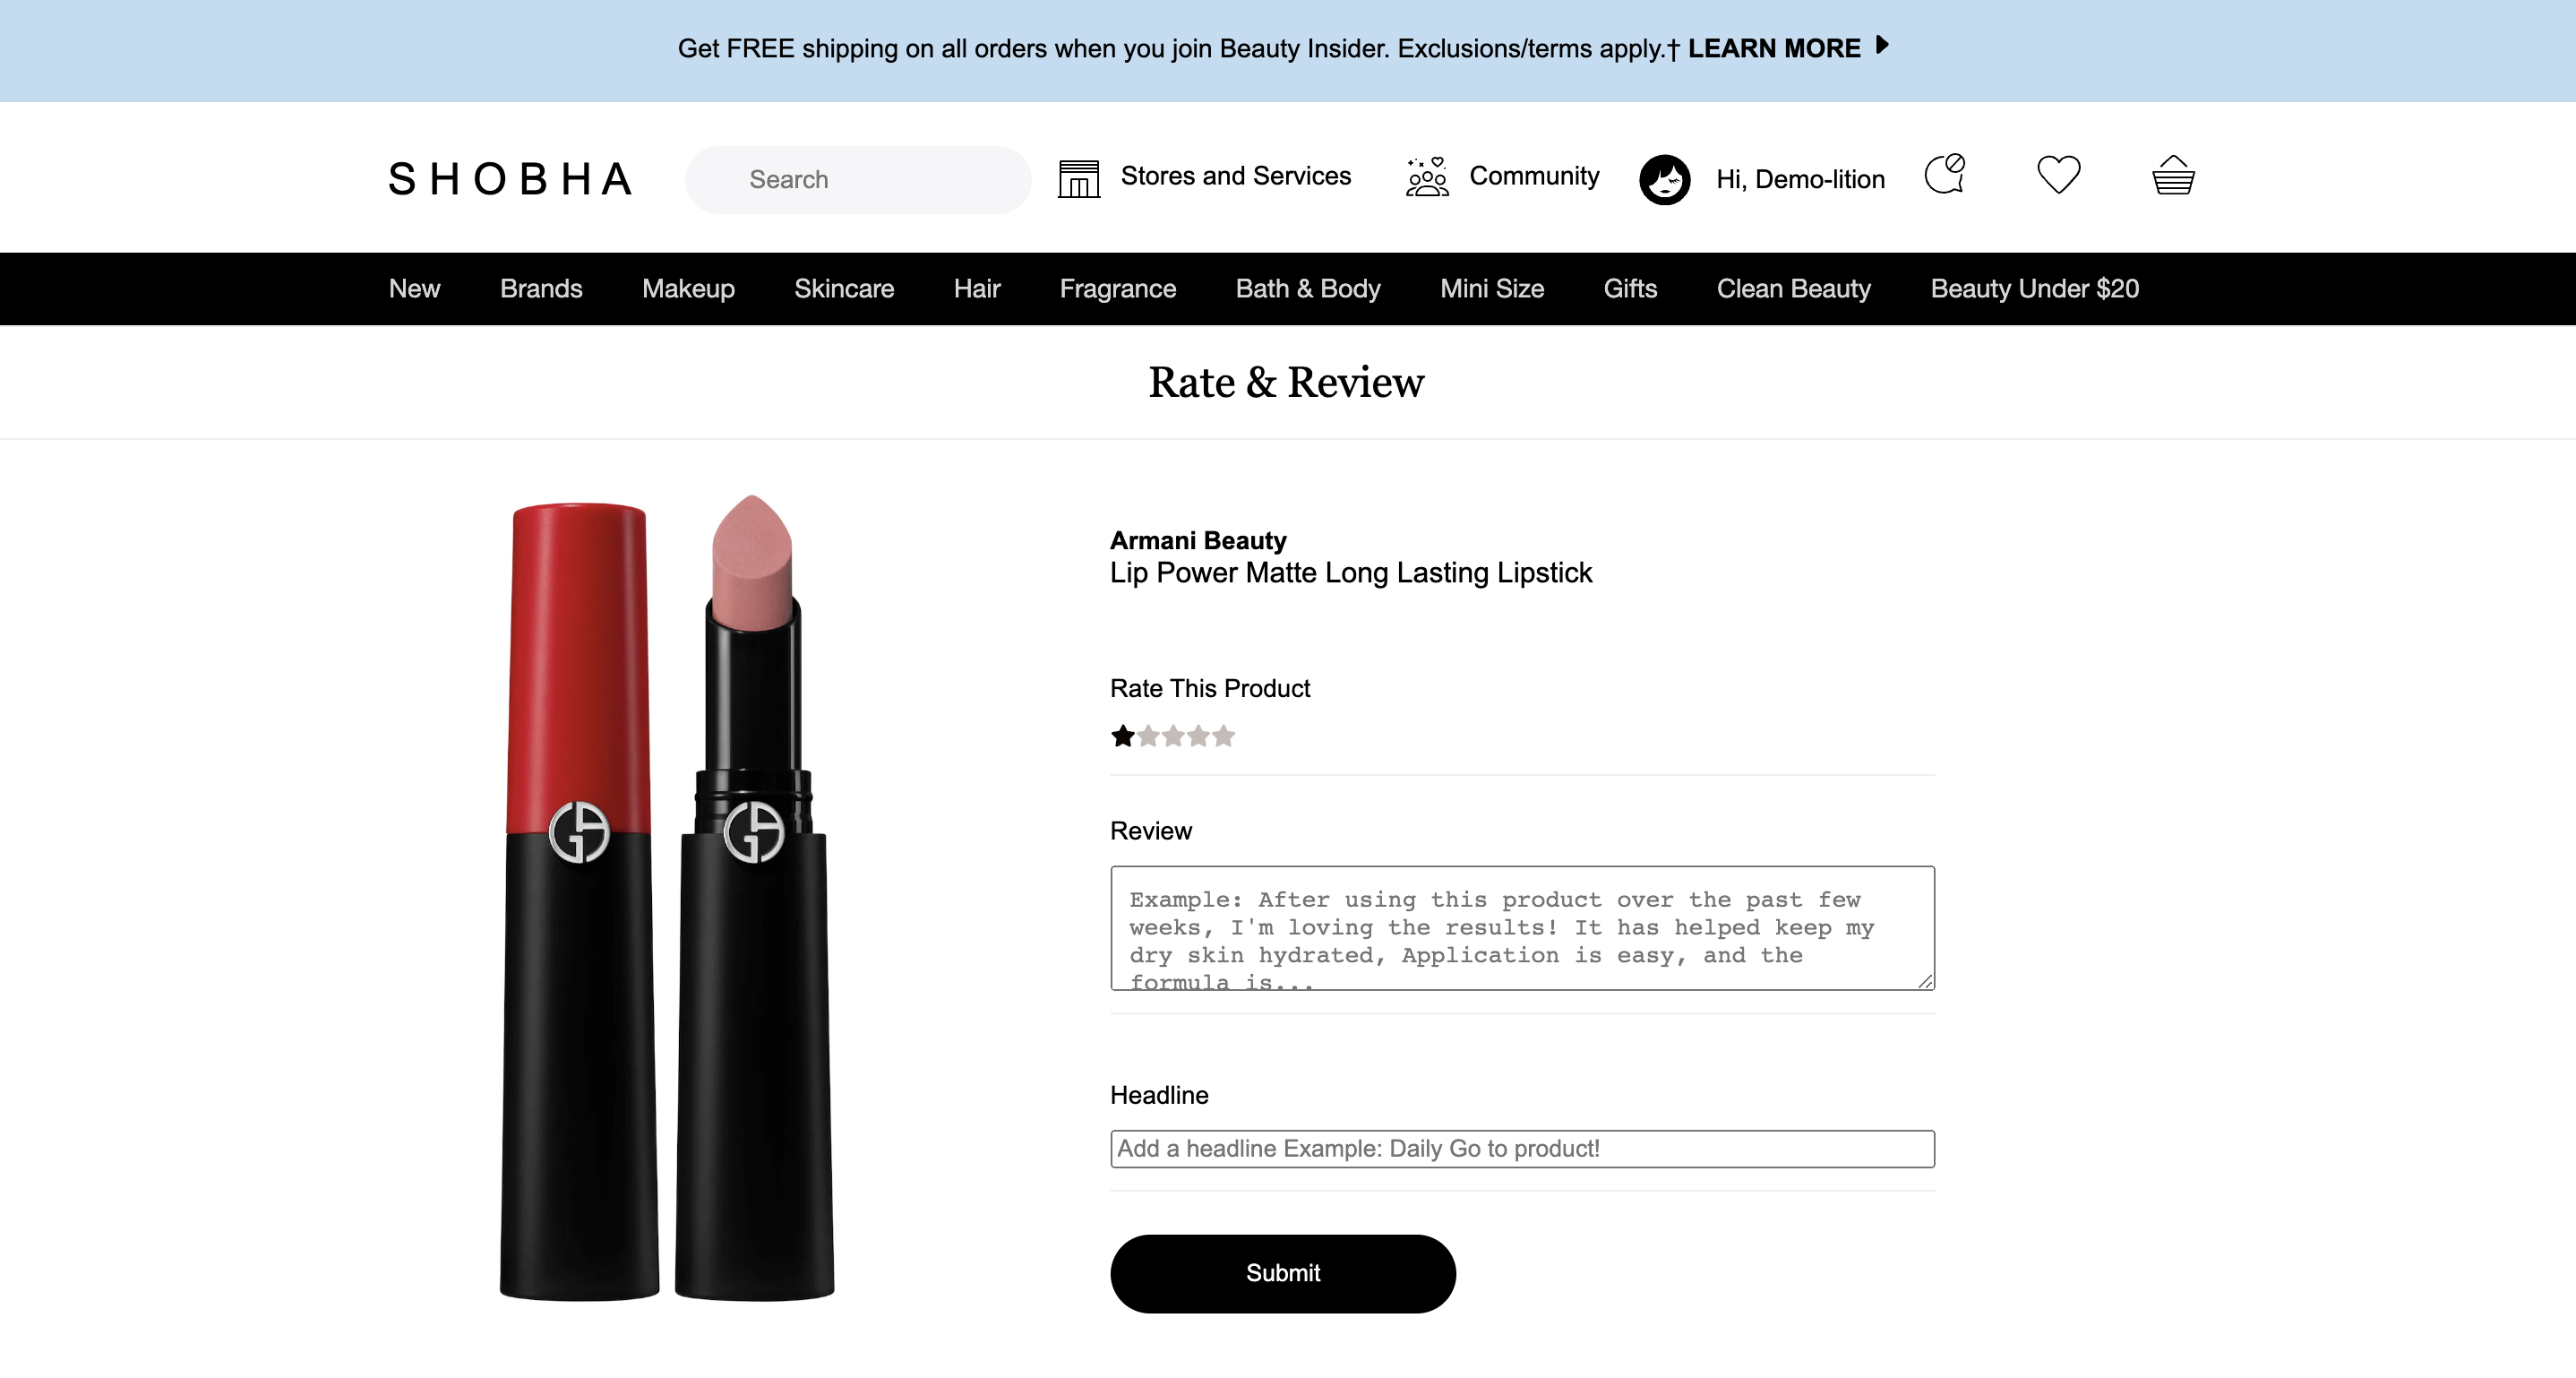 Get FREE shipping on all orders when you join Beauty Insider. Exclusions/terms apply.† LEARN MORE
SHOBHA
Search
Stores and Services
Community
Hi, Demo-lition
New
Brands
Makeup
Skincare
Hair
Fragrance
Bath & Body
Mini Size
Gifts
Clean Beauty
Beauty Under $20
Rate & Review
Armani Beauty
Lip Power Matte Long Lasting Lipstick
Rate This Product
Review
Example: After using this product over the past few
weeks, I'm loving the results! It has helped keep my
dry skin hydrated, Application is easy, and the
formula is...
Headline
Add a headline Example: Daily Go to product!
Submit